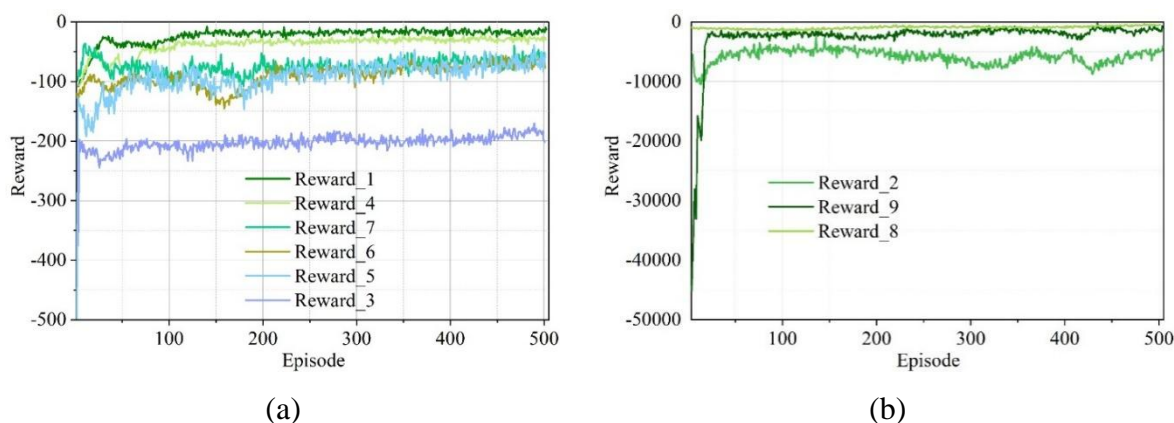 0
-100
-200
-300
-400
-500
Reward
Reward_1
Reward_4
Reward_7
Reward_6
Reward_5
Reward_3
100
200
300
400
500
Episode
(a)
0
-10000
-20000
-30000
-40000
-50000
Reward
Reward_2
Reward_9
Reward_8
100
200
300
400
500
Episode
(b)